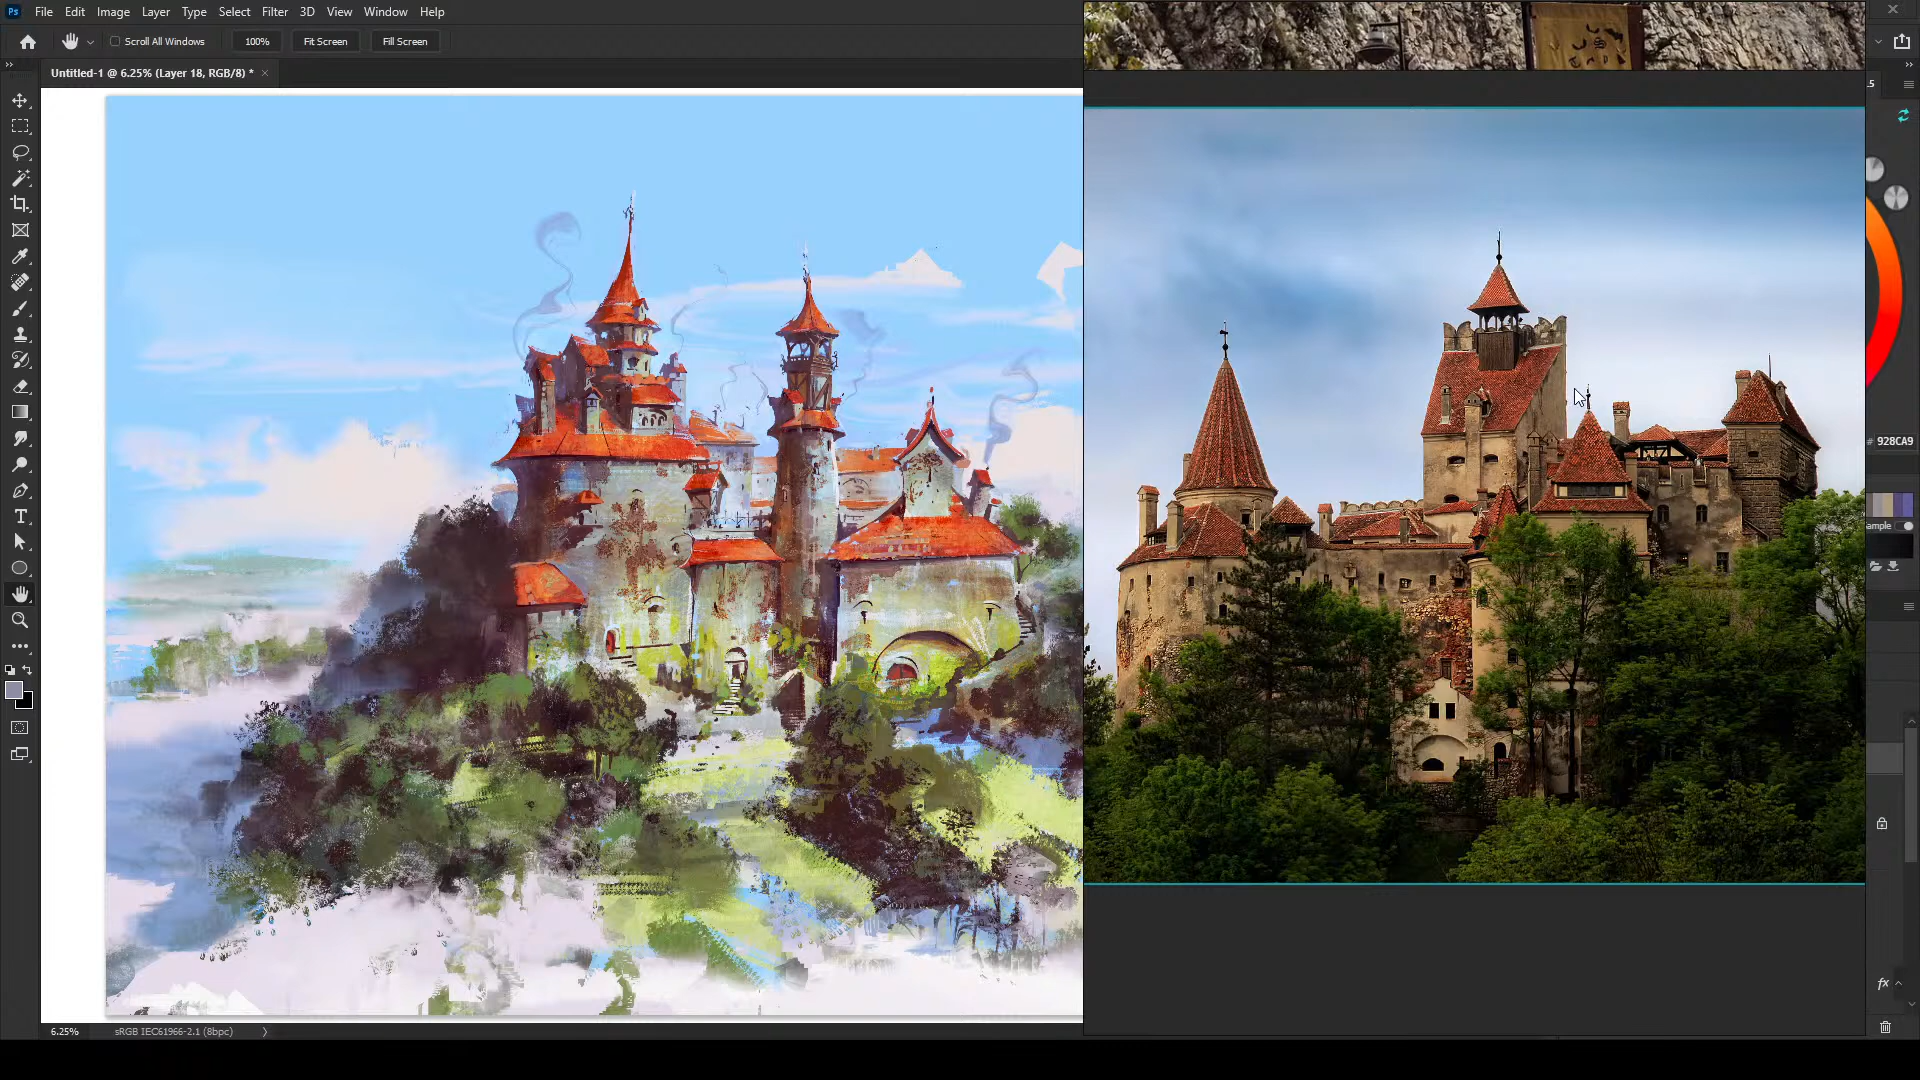 Ps File Edit Image Layer Type Select Filter 3D View Window Help
Scroll All Windows 100% Fit Screen Fill Screen
Untitled-1 @ 6.25% (Layer 18, RGB/8) *
# 928CA9
6.25% sRGB IEC61966-2.1 (8bpc)
fx